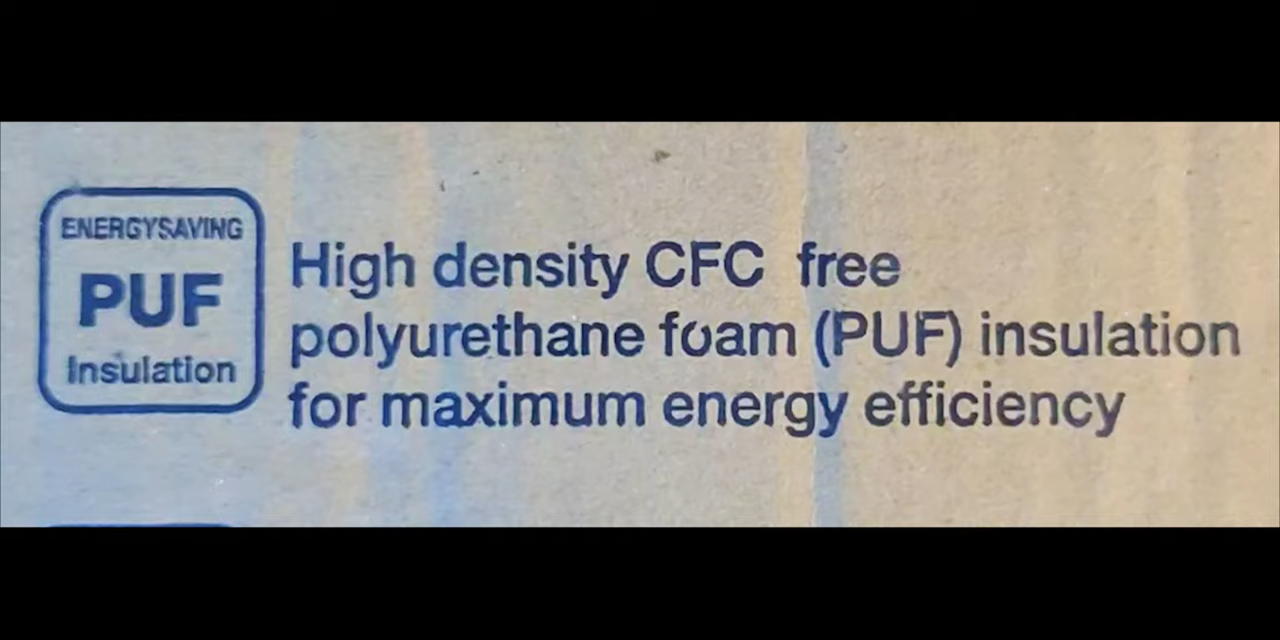 ENERGYSAVING
PUF
Insulation
High density CFC free
polyurethane foam (PUF) insulation
for maximum energy efficiency